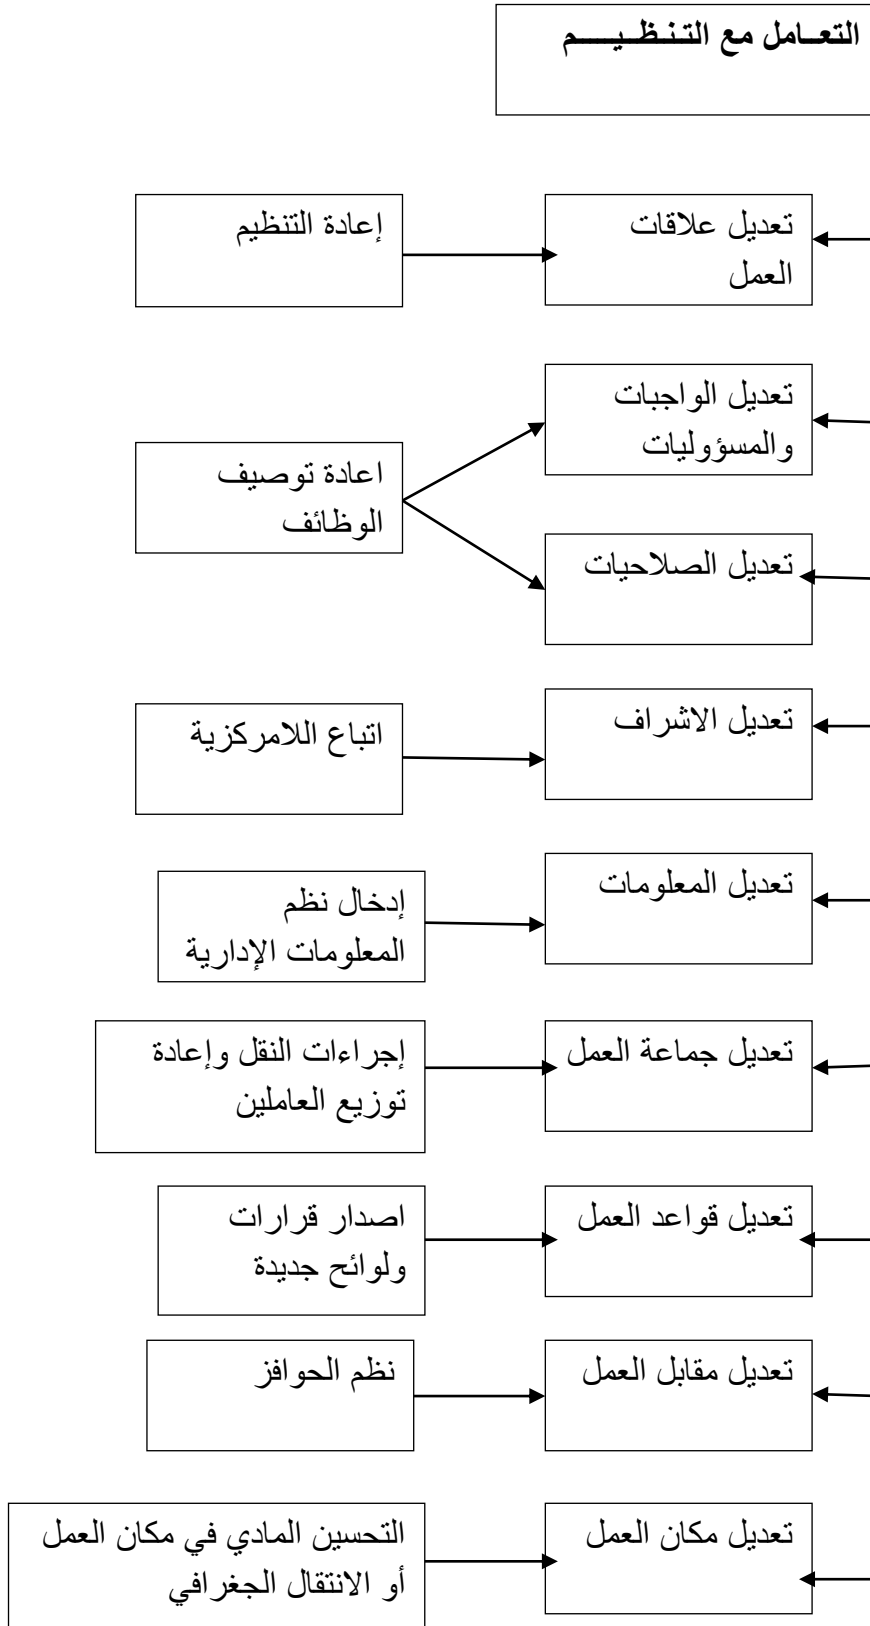 التعامل مع التنظيم
تعديل علاقات
العمل
إعادة التنظيم
تعديل الواجبات
والمسؤوليات
اعادة توصيف
الوظائف
تعديل الصلاحيات
تعديل الاشراف
اتباع اللامركزية
تعديل المعلومات
إدخال نظم
المعلومات الإدارية
تعديل جماعة العمل
إجراءات النقل وإعادة
توزيع العاملين
تعديل قواعد العمل
اصدار قرارات
ولوائح جديدة
تعديل مقابل العمل
نظم الحوافز
تعديل مكان العمل
التحسين المادي في مكان العمل
أو الانتقال الجغرافي